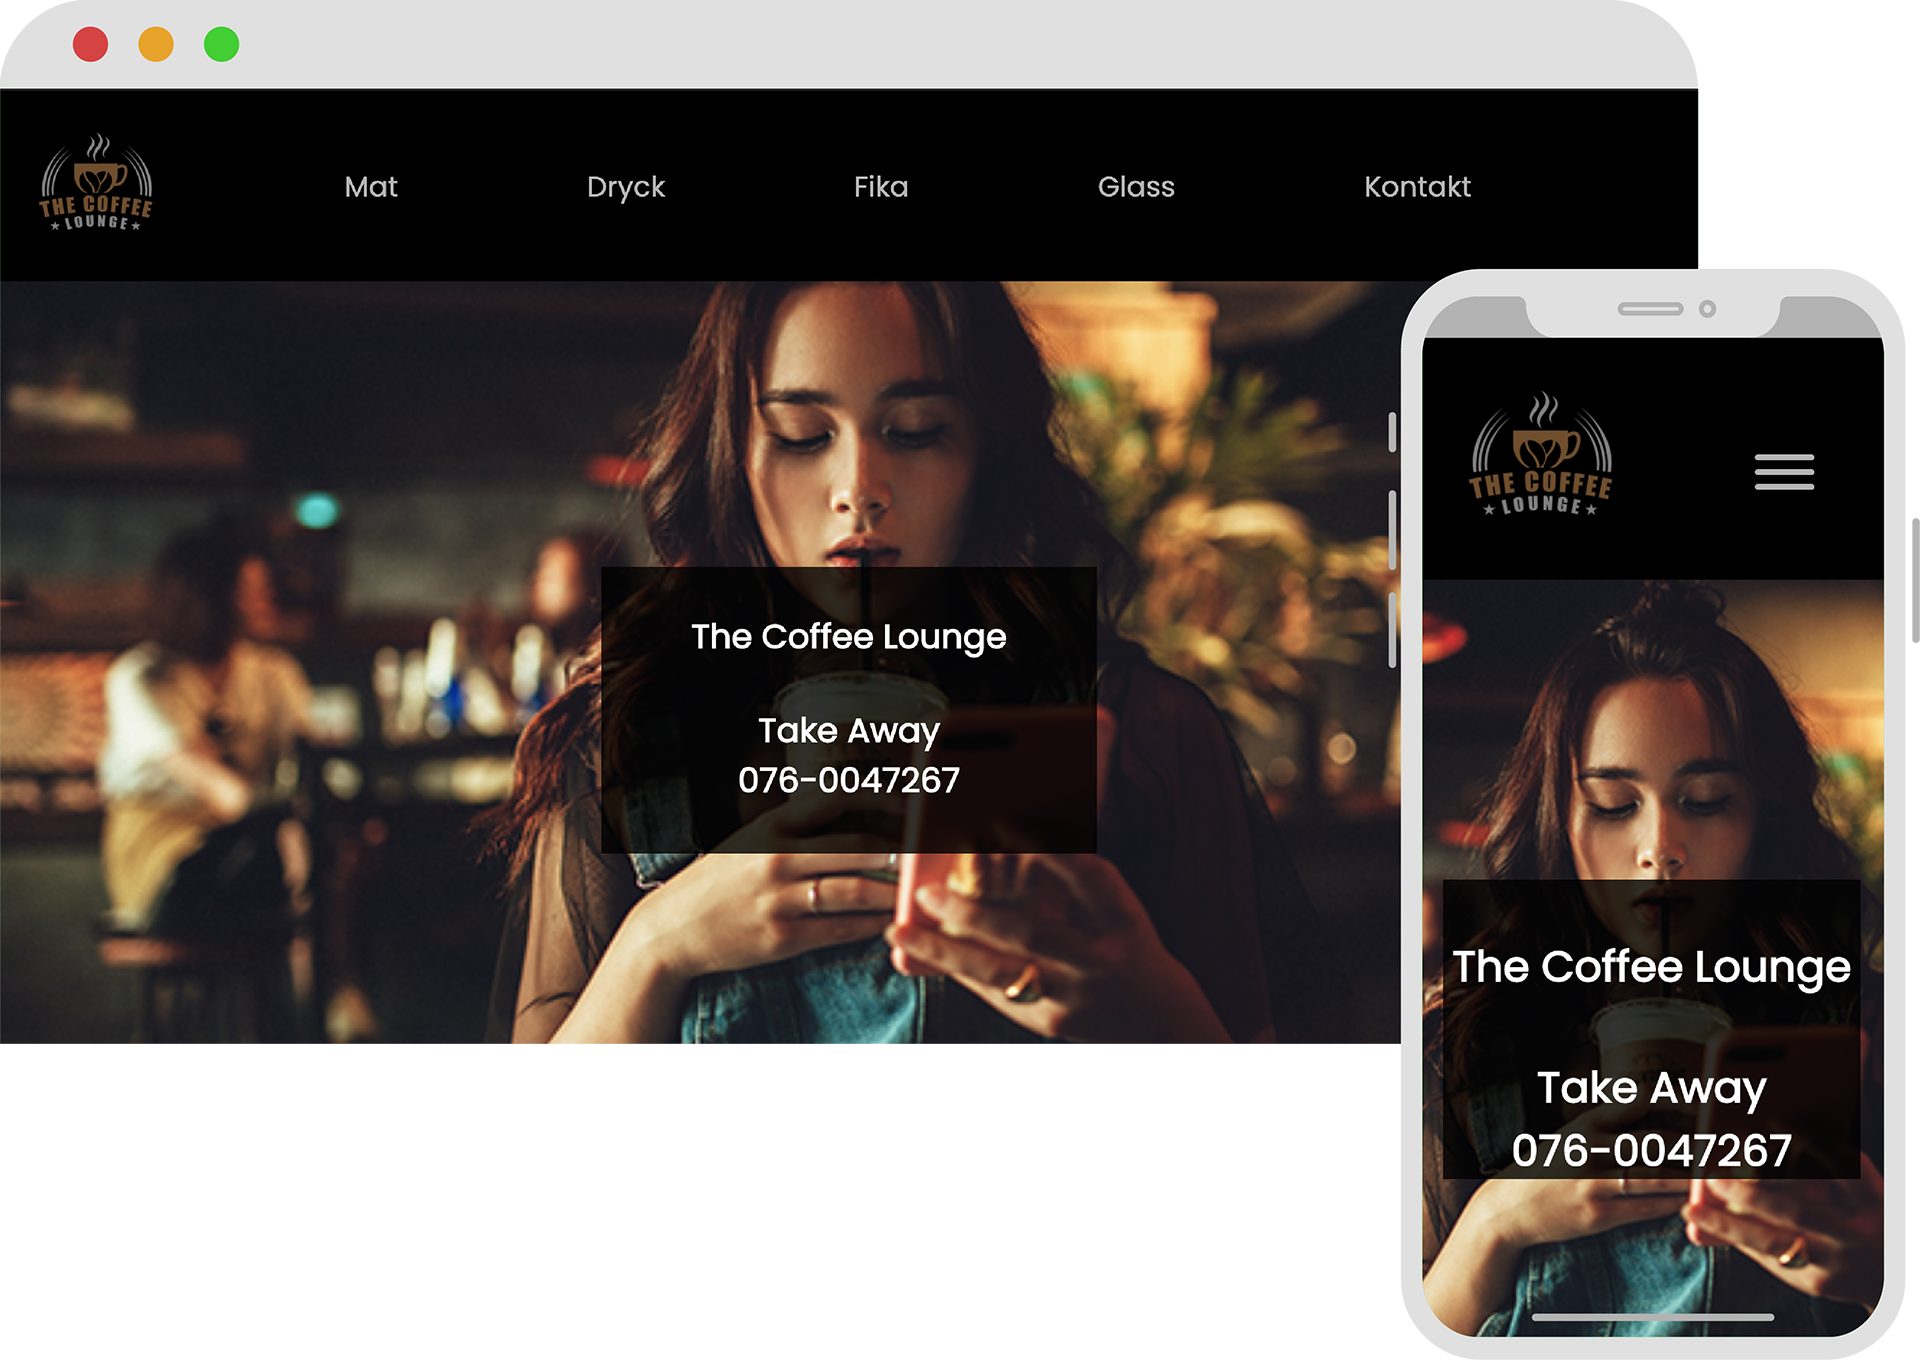 THE COFFEE
LOUNGE
Mat
Dryck
Fika
Glass
Kontakt
The Coffee Lounge
Take Away
076-0047267
THE COFFEE
LOUNGE
The Coffee Lounge
Take Away
076-0047267